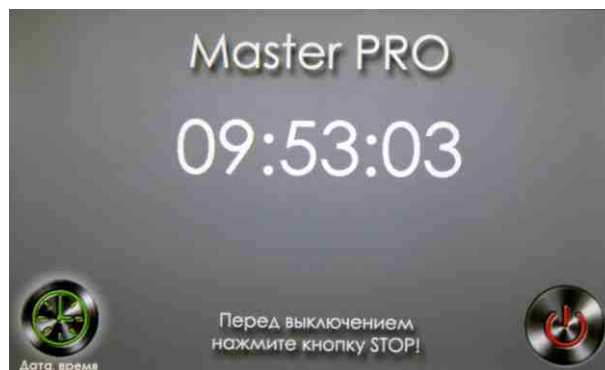 Master PRO
09:53:03
Перед выключением
нажмите кнопку STOP!
Дата, время